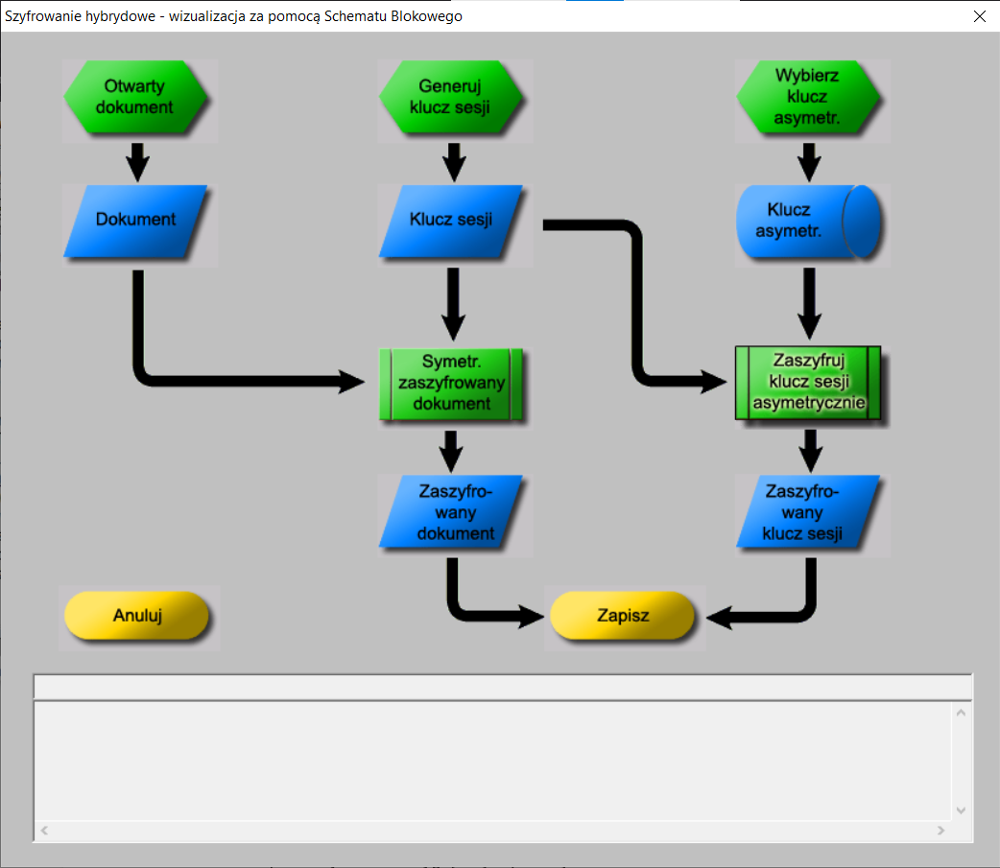 Szyfrowanie hybrydowe - wizualizacja za pomocą Schematu Blokowego
Otwarty
dokument
Generuj
klucz sesji
Wybierz
klucz
asymetr.
Dokument
Klucz sesji
Klucz
asymetr.
Symetr.
zaszyfrowany
dokument
Zaszyfruj
klucz sesji
asymetrycznie
Zaszyfro-
wany
dokument
Zaszyfro-
wany
klucz sesji
Anuluj
Zapisz